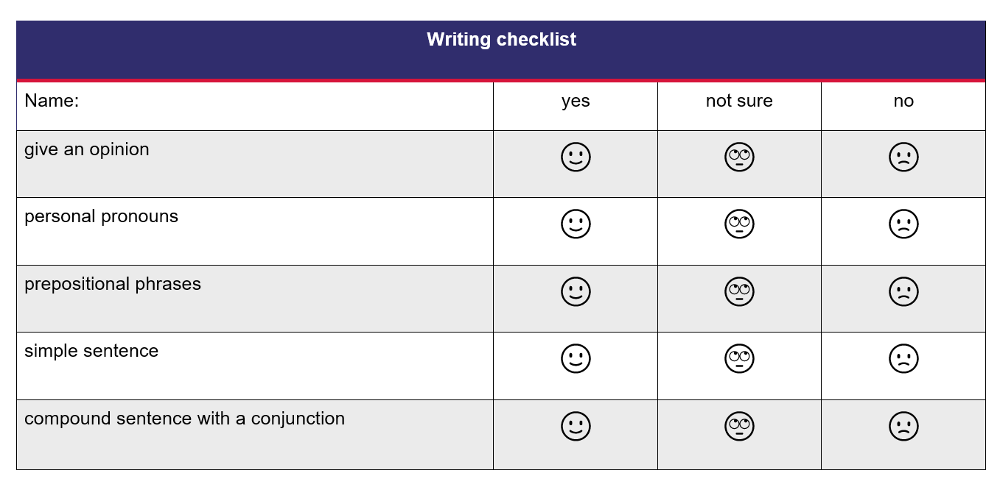 Writing checklist
Name: yes not sure no
give an opinion
personal pronouns
prepositional phrases
simple sentence
compound sentence with a conjunction